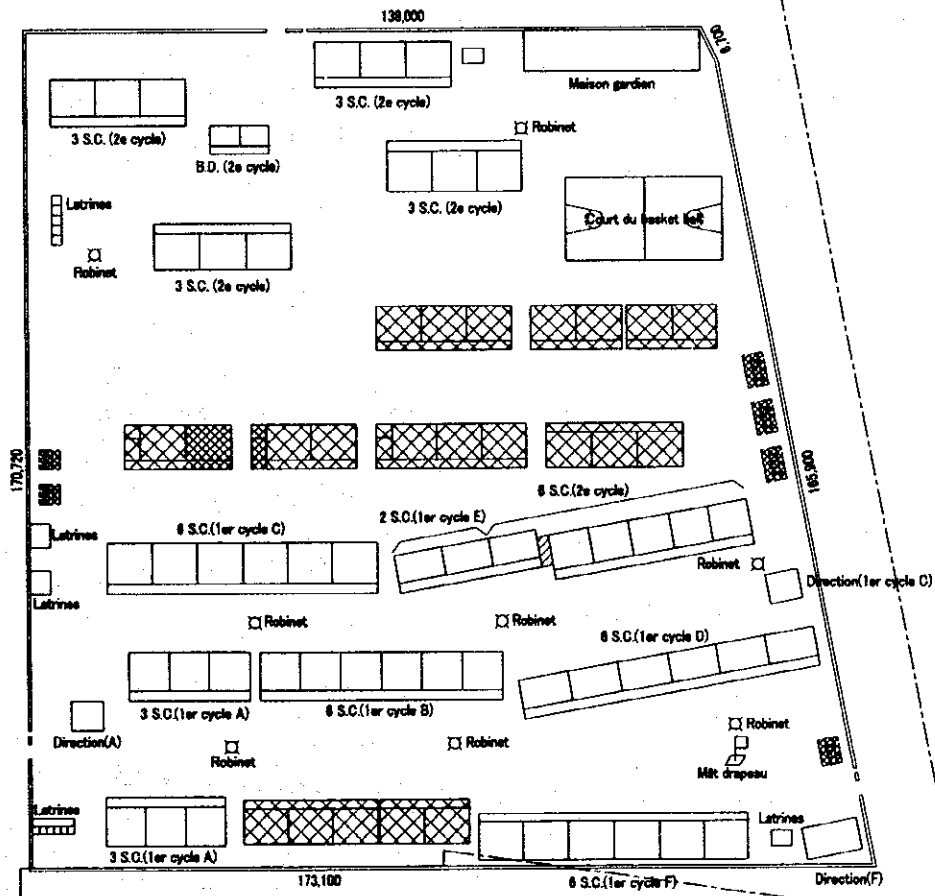 138,000
6,700
Maison gardien
3 S.C. (2e cycle)
3 S.C. (2e cycle)
Robinet
B.D. (2e cycle)
Latrines
3 S.C. (2e cycle)
Court du basket ball
Robinet
3 S.C. (2e cycle)
170,720
165,900
6 S.C.(2e cycle)
2 S.C.(1er cycle E)
Latrines
6 S.C.(1er cycle C)
Robinet
Direction(1er cycle C)
Latrines
Robinet
Robinet
6 S.C.(1er cycle D)
3 S.C.(1er cycle A)
6 S.C.(1er cycle B)
Direction(A)
Robinet
Robinet
Robinet
Mât drapeau
Latrines
Latrines
3 S.C.(1er cycle A)
173,100
6 S.C.(1er cycle F)
Direction(F)